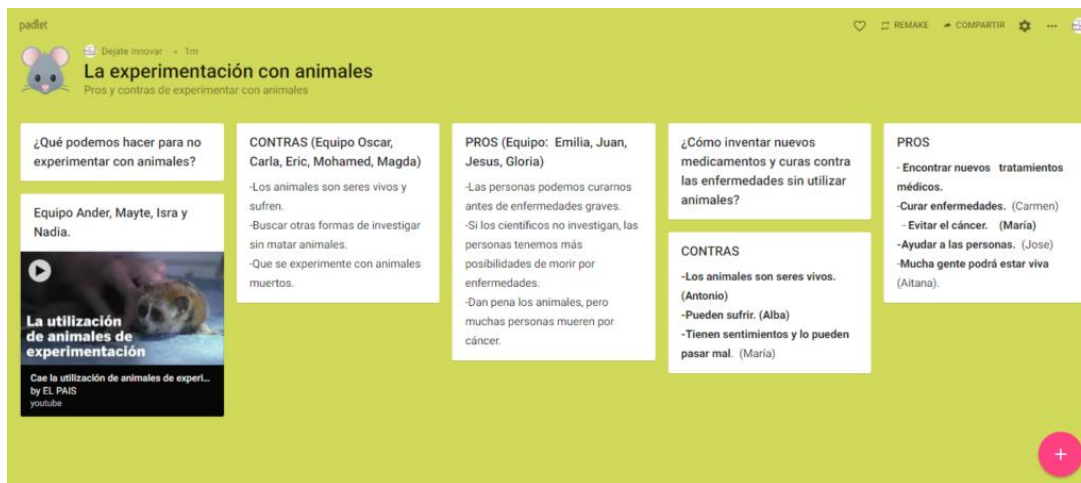 padlet
REMAKE
COMPARTIR
Dejate innovar • 1m
La experimentación con animales
Pros y contras de experimentar con animales
¿Qué podemos hacer para no
experimentar con animales?
Equipo Ander, Mayte, Isra y
Nadia.
La utilización
de animales de
experimentación
Cae la utilización de animales de experi...
by EL PAIS
youtube
CONTRAS (Equipo Oscar,
Carla, Eric, Mohamed, Magda)
-Los animales son seres vivos y
sufren.
-Buscar otras formas de investigar
sin matar animales.
-Que se experimente con animales
muertos.
PROS (Equipo: Emilia, Juan,
Jesus, Gloria)
-Las personas podemos curarnos
antes de enfermedades graves.
-Si los científicos no investigan, las
personas tenemos más
posibilidades de morir por
enfermedades.
-Dan pena los animales, pero
muchas personas mueren por
cáncer.
¿Cómo inventar nuevos
medicamentos y curas contra
las enfermedades sin utilizar
animales?
CONTRAS
-Los animales son seres vivos.
(Antonio)
-Pueden sufrir. (Alba)
-Tienen sentimientos y lo pueden
pasar mal. (María)
PROS
- Encontrar nuevos tratamientos
médicos.
-Curar enfermedades. (Carmen)
- Evitar el cáncer. (María)
-Ayudar a las personas. (Jose)
-Mucha gente podrá estar viva
(Aitana).